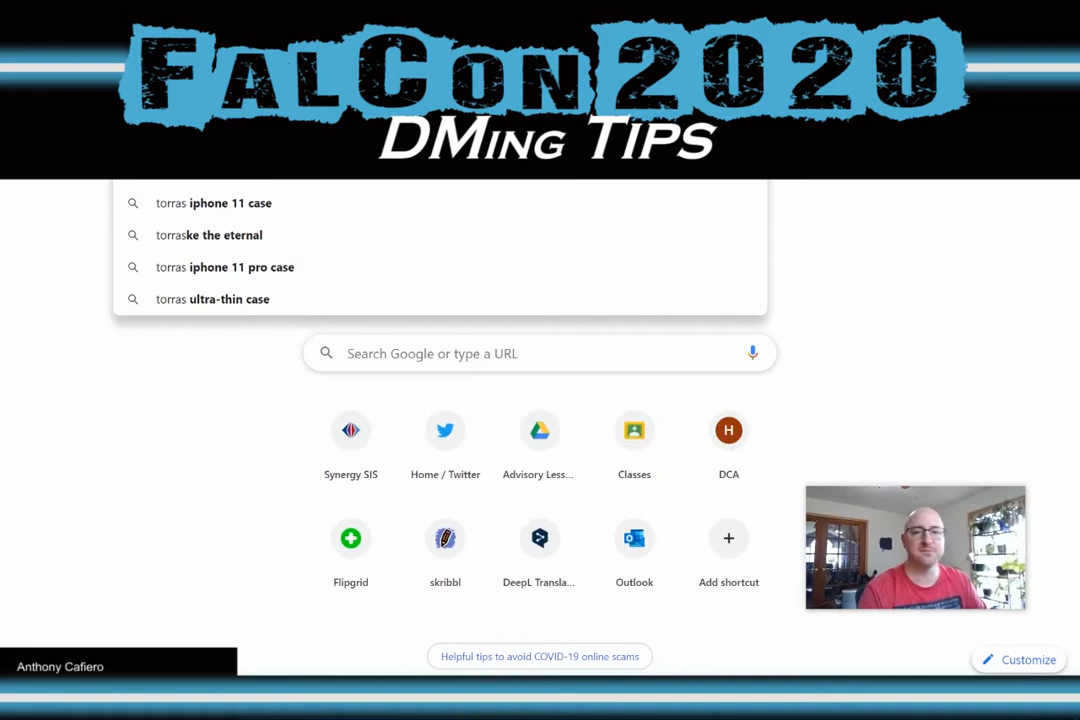 FALCON 2020
DMING TIPS
torras iphone 11 case
torraske the eternal
torras iphone 11 pro case
torras ultra-thin case
Search Google or type a URL
H
Synergy SIS
Home / Twitter
Advisory Less...
Classes
DCA
Flipgrid
skribbl
DeepL Transla...
Outlook
Add shortcut
Helpful tips to avoid COVID-19 online scams
Customize
Anthony Cafiero